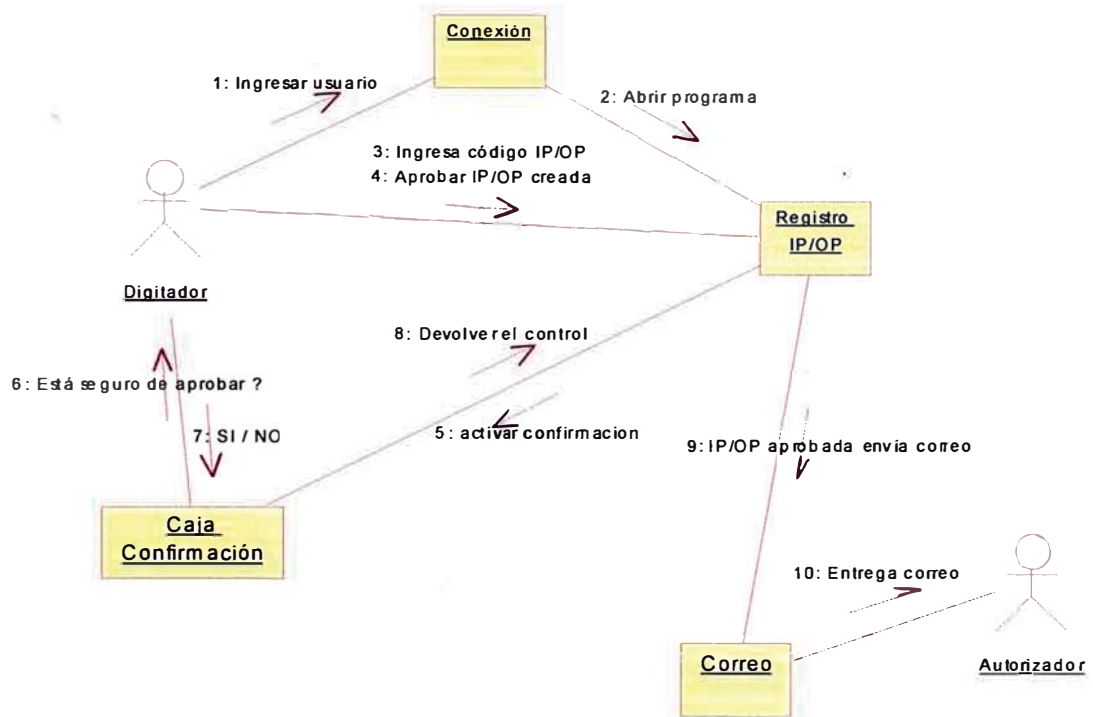 Conexión
1: Ingresar usuario
2: Abrir programa
3: Ingresa código IP/OP
4: Aprobar IP/OP creada
Registro
IP/OP
Digitador
8: Devolver el control
6: Está seguro de aprobar ?
7: SI / NO
5: activar confirmacion
9: IP/OP aprobada envía correo
Caja
Confirmación
10: Entrega correo
Correo
Autorizador